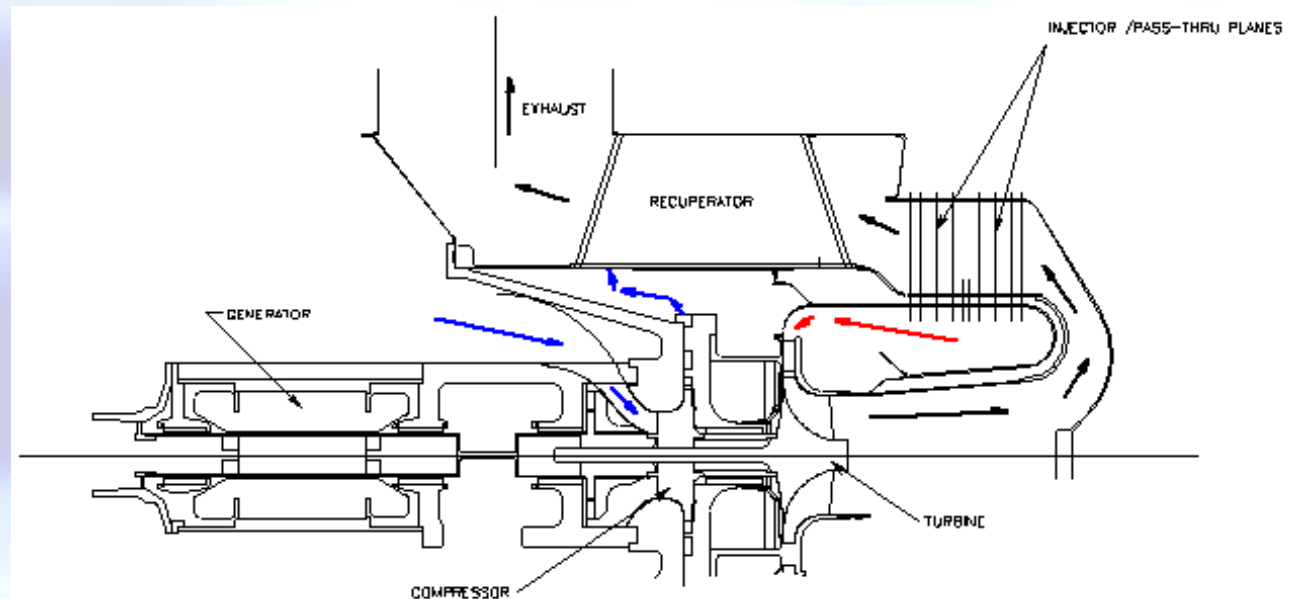 INJECTOR /PASS-THRU PLANES
EXHAUST
RECUPERATOR
GENERATOR
TURBINE
COMPRESSOR